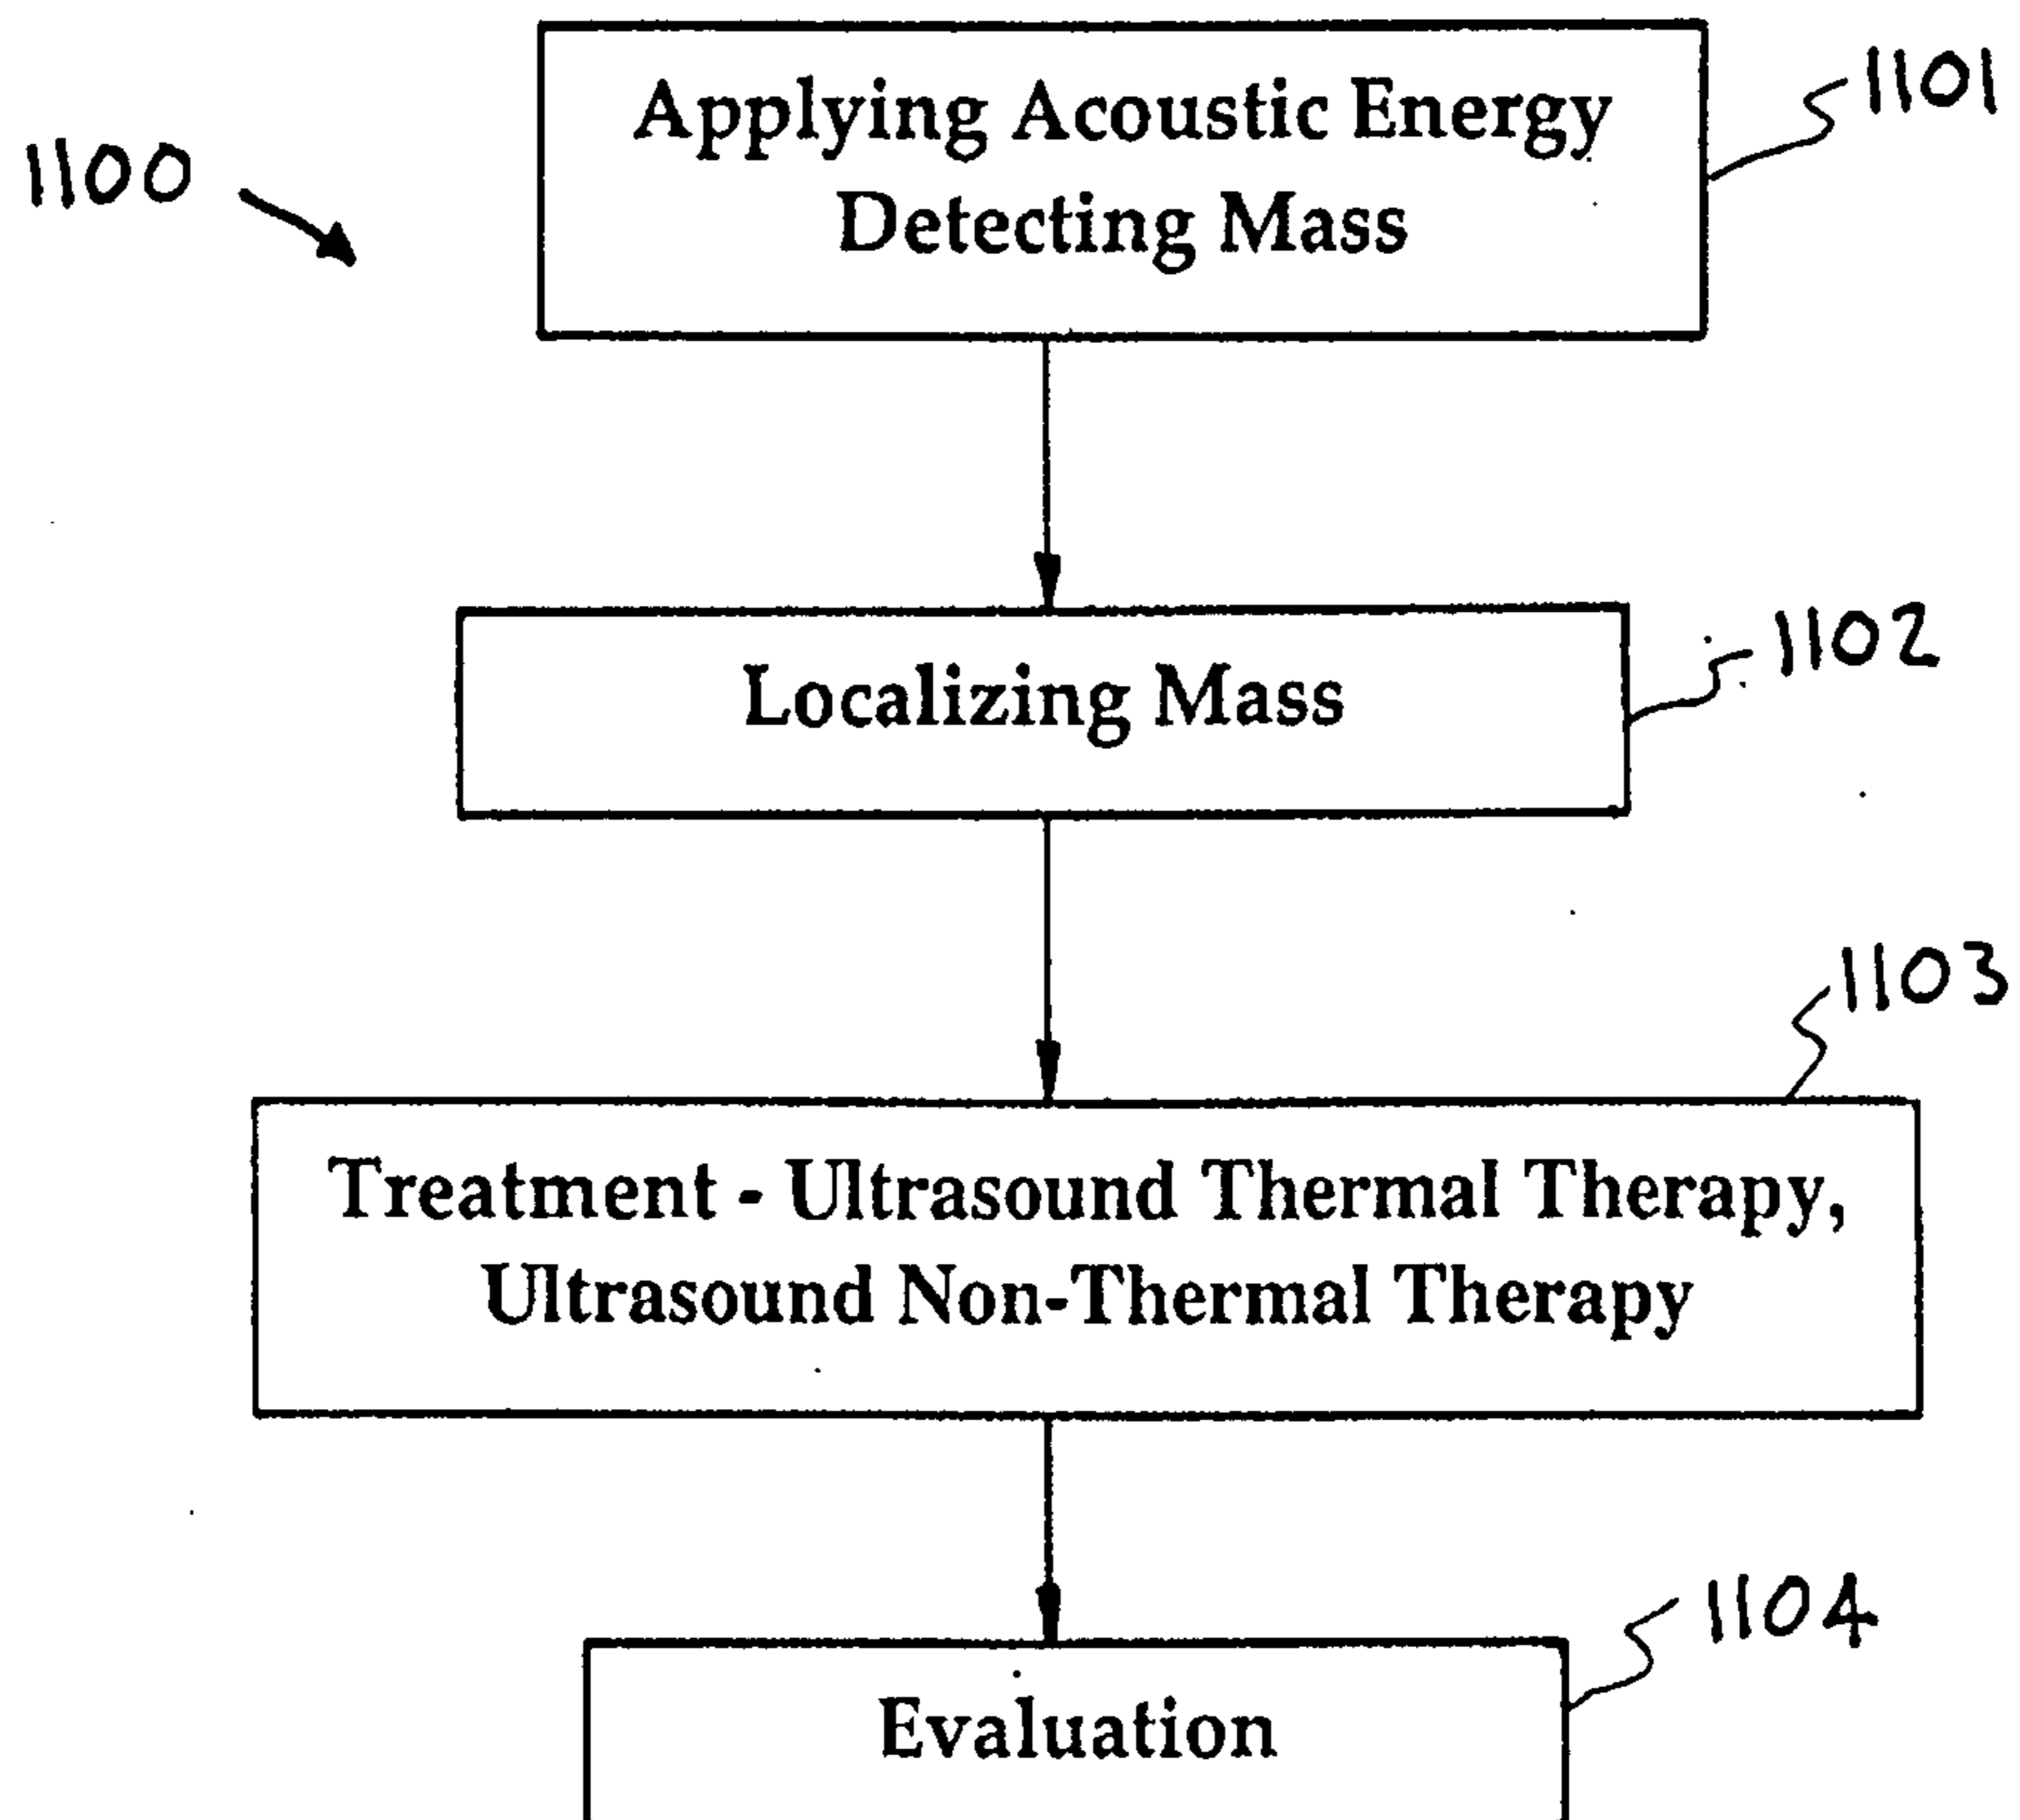 1100
1101
Applying Acoustic Energy
Detecting Mass
1102
Localizing Mass
1103
Treatment - Ultrasound Thermal Therapy,
Ultrasound Non-Thermal Therapy
1104
Evaluation